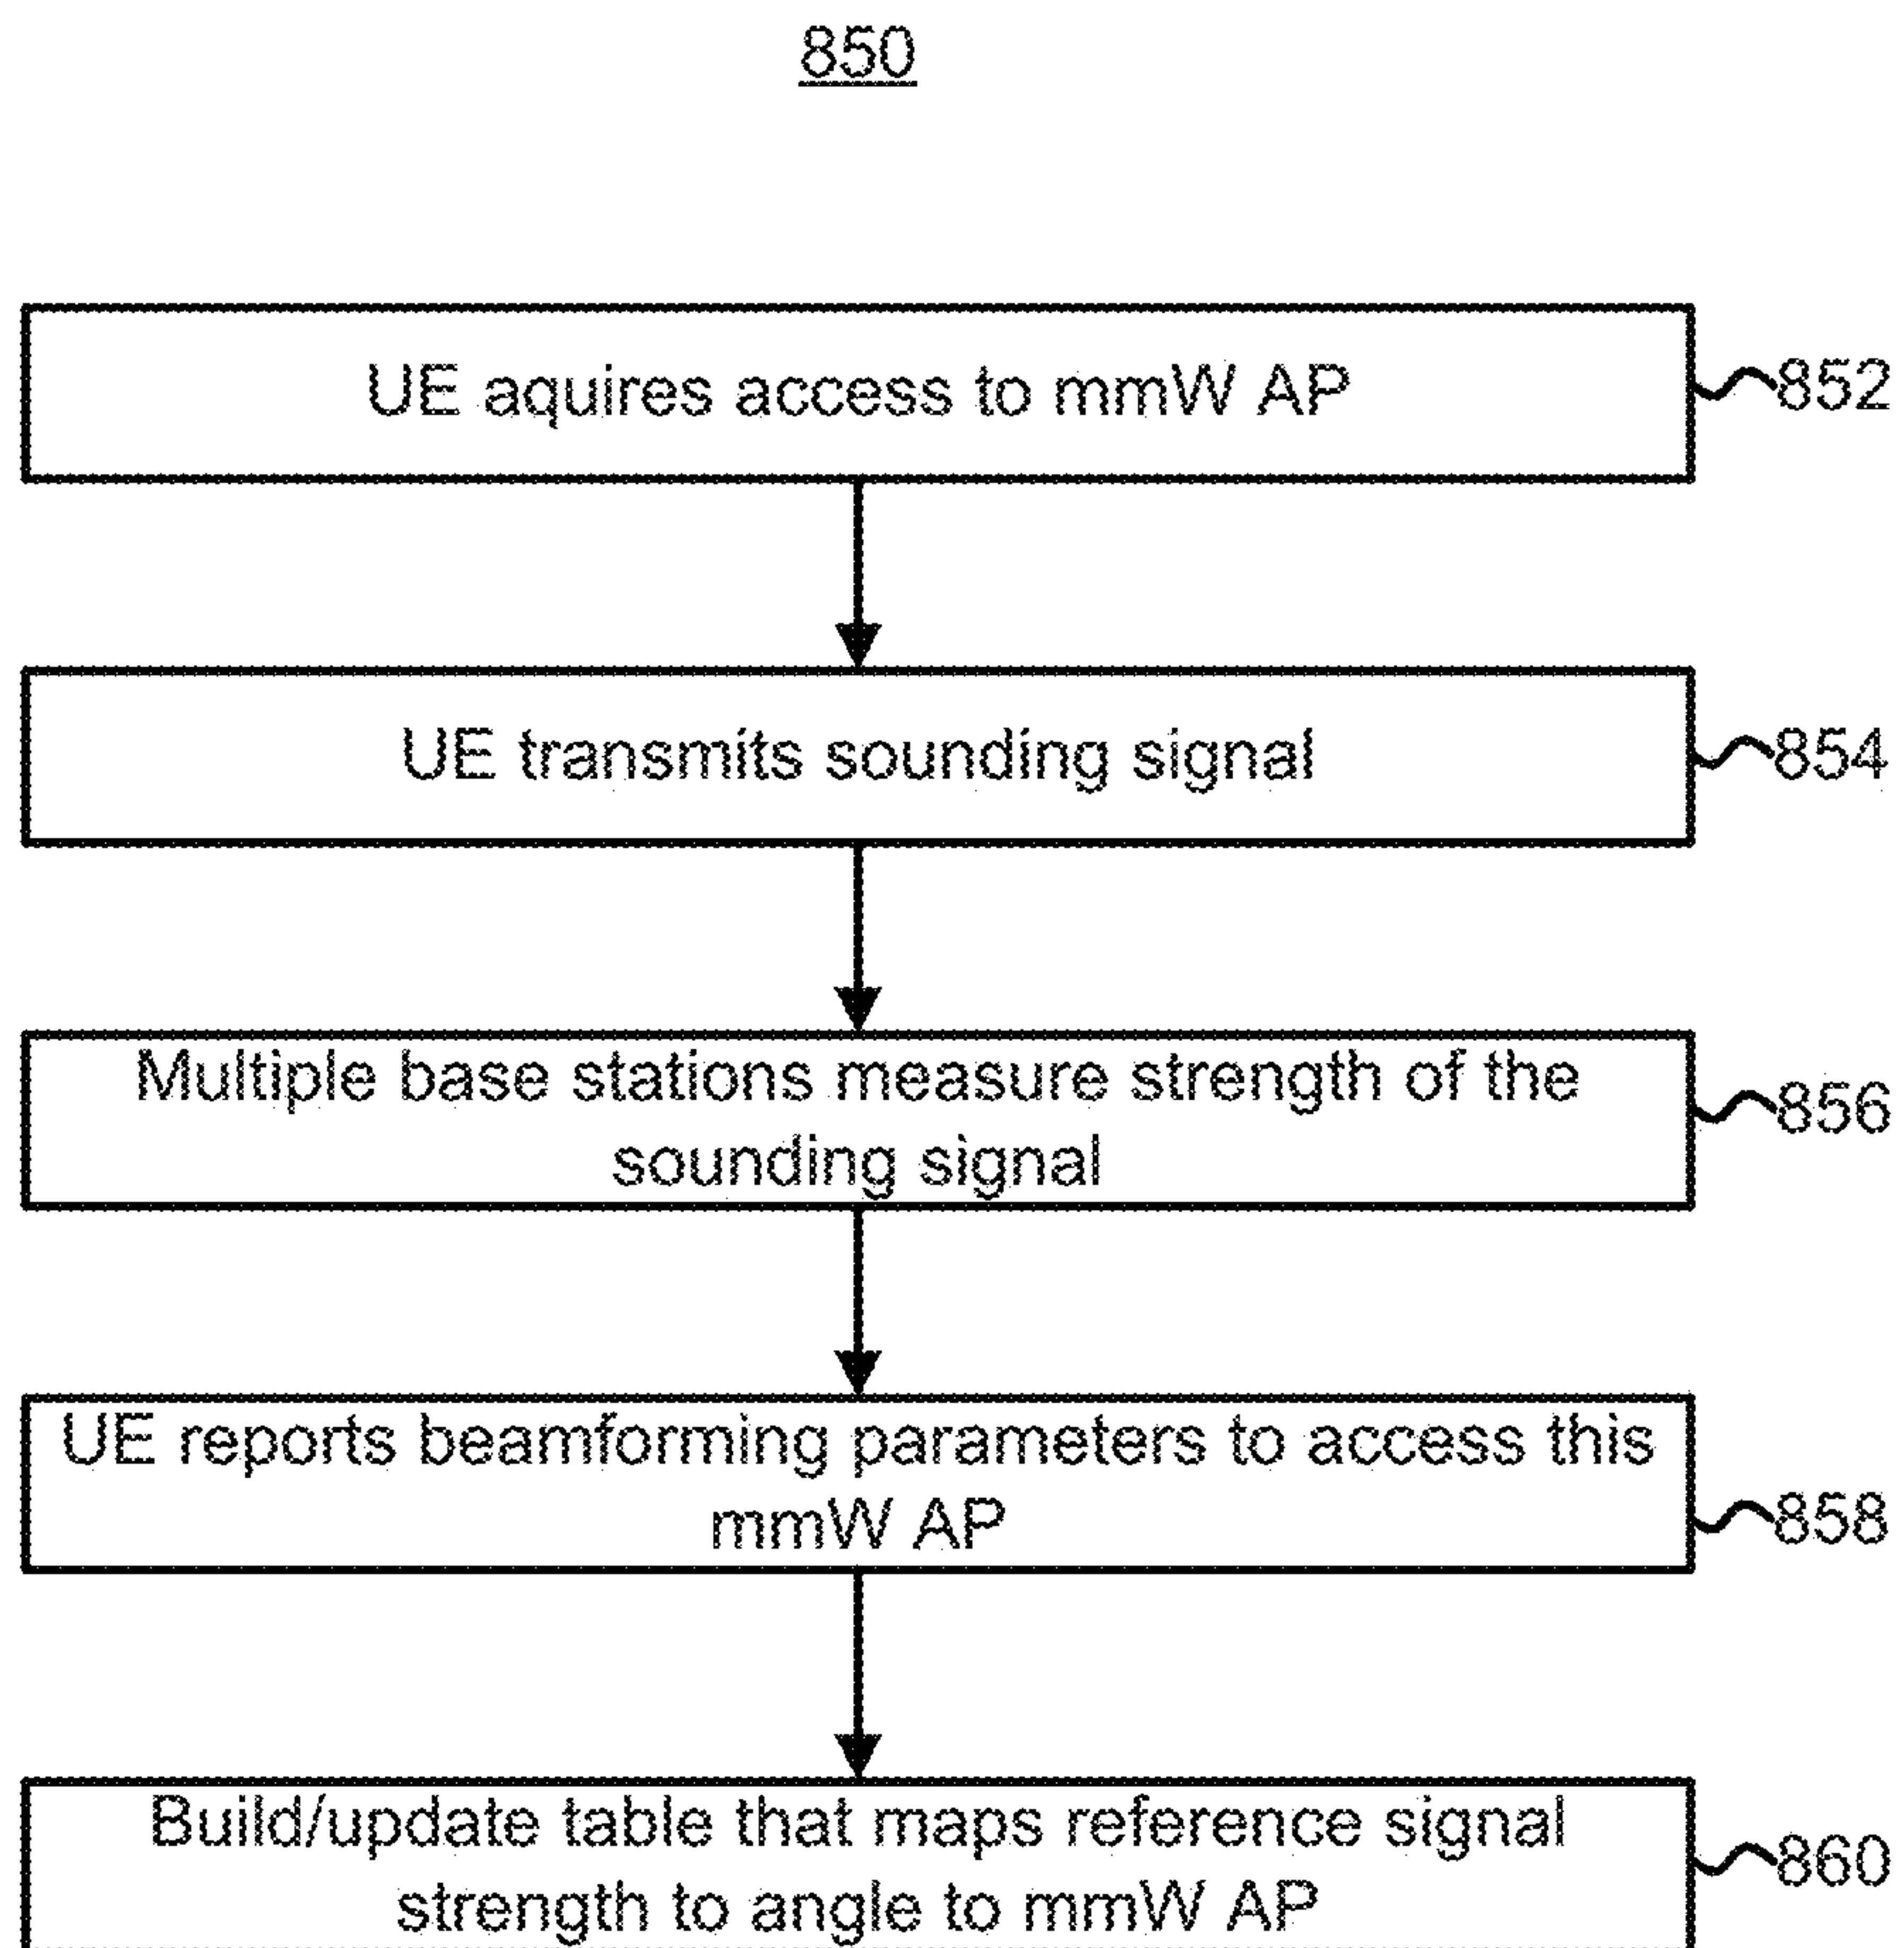 850
UE aquires access to mmW AP
852
UE transmits sounding signal
854
Multiple base stations measure strength of the
sounding signal
856
UE reports beamforming parameters to access this
mmW AP
858
Build/update table that maps reference signal
strength to angle to mmW AP
860